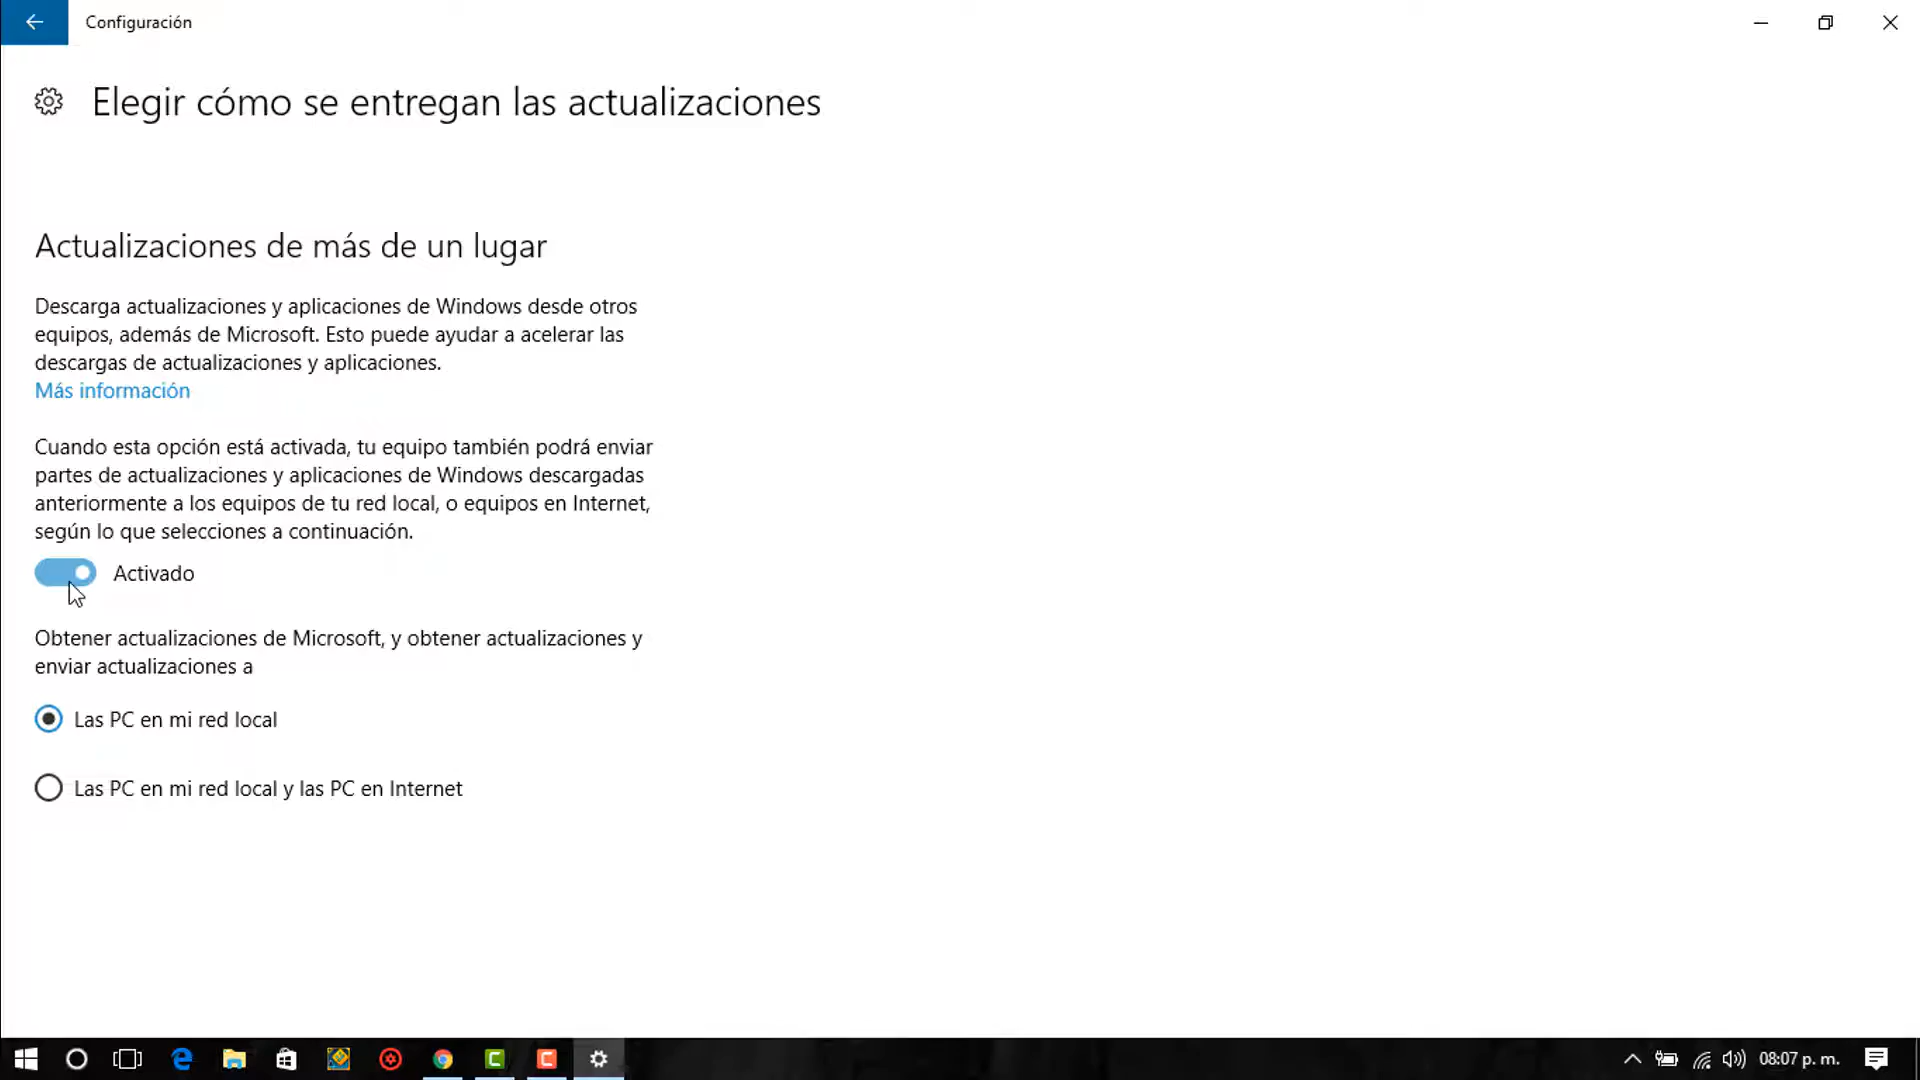 Configuración
Elegir cómo se entregan las actualizaciones
Actualizaciones de más de un lugar
Descarga actualizaciones y aplicaciones de Windows desde otros
equipos, además de Microsoft. Esto puede ayudar a acelerar las
descargas de actualizaciones y aplicaciones.
Más información
Cuando esta opción está activada, tu equipo también podrá enviar
partes de actualizaciones y aplicaciones de Windows descargadas
anteriormente a los equipos de tu red local, o equipos en Internet,
según lo que selecciones a continuación.
Activado
Obtener actualizaciones de Microsoft, y obtener actualizaciones y
enviar actualizaciones a
Las PC en mi red local
Las PC en mi red local y las PC en Internet
08:07 p. m.